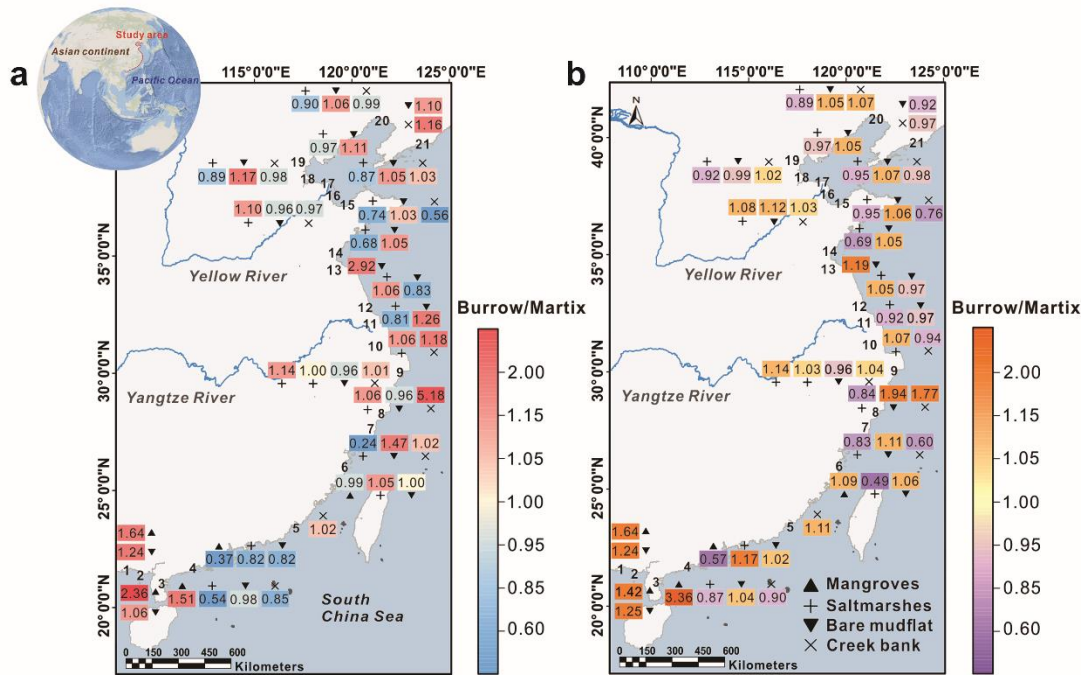 Study area
Asian continent
Pacific Ocean
a
115°0'0"E 120°0'0"E 125°0'0"E
0.90 1.06 0.99
1.10
20
1.16
0.97 1.11
21
19
0.89 1.17 0.98
18 17
0.87 1.05 1.03
16
15
1.10 0.96 0.97
0.74 1.03 0.56
0.68 1.05
14
Yellow River
13 2.92
1.06 0.83
12
11 0.81 1.26
10 1.06 1.18
1.14 1.00 0.96 1.01
9
1.06 0.96 5.18
Yangtze River
8
7
0.24 1.47 1.02
6
0.99 1.05 1.00
5
1.02
1.64
1.24
4 0.37 0.82 0.82
1 2 3
2.36 1.51 0.54 0.98 0.85
1.06
South
China Sea
0 150 300 450 600
Kilometers
Burrow/Martix
2.00
1.15
1.05
1.00
0.95
0.85
0.60
b
110°0'0"E 115°0'0"E 120°0'0"E 125°0'0"E
40°0'0"N
35°0'0"N
30°0'0"N
25°0'0"N
20°0'0"N
N
0.89 1.05 1.07
0.92
20
0.97
0.97 1.05
21
19
0.92 0.99 1.02
18 17
0.95 1.07 0.98
16
15
1.08 1.12 1.03
0.95 1.06 0.76
0.69 1.05
14
Yellow River
13 1.19
1.05 0.97
12
11 0.92 0.97
10 1.07 0.94
1.14 1.03 0.96 1.04
9
0.84 1.94 1.77
Yangtze River
8
7
0.83 1.11 0.60
6
1.09 0.49 1.06
5
1.11
1.64
1.24
4 0.57 1.17 1.02
1 2 3
1.42 3.36 0.87 1.04 0.90
1.25
Mangroves
Saltmarshes
Bare mudflat
Creek bank
0 150 300 450 600
Kilometers
Burrow/Martix
2.00
1.15
1.05
1.00
0.95
0.85
0.60